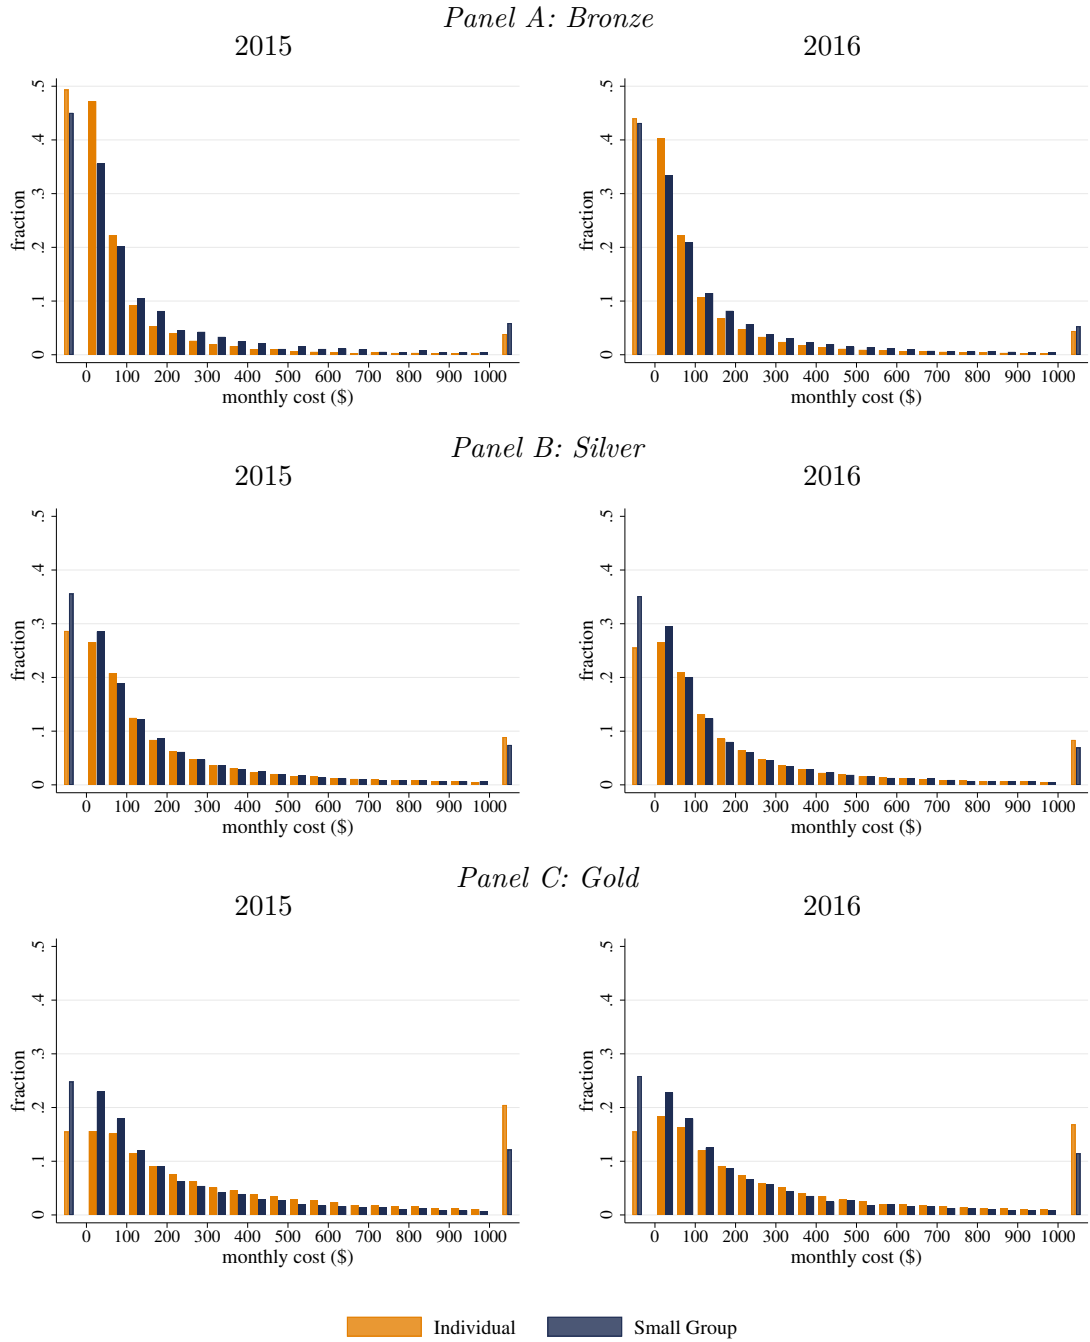 Panel A: Bronze
2015
2016
fraction
0 .1 .2 .3 .4 .5
0 100 200 300 400 500 600 700 800 900 1000
monthly cost ($)
fraction
0 .1 .2 .3 .4 .5
0 100 200 300 400 500 600 700 800 900 1000
monthly cost ($)
Panel B: Silver
2015
2016
fraction
0 .1 .2 .3 .4 .5
0 100 200 300 400 500 600 700 800 900 1000
monthly cost ($)
fraction
0 .1 .2 .3 .4 .5
0 100 200 300 400 500 600 700 800 900 1000
monthly cost ($)
Panel C: Gold
2015
2016
fraction
0 .1 .2 .3 .4 .5
0 100 200 300 400 500 600 700 800 900 1000
monthly cost ($)
fraction
0 .1 .2 .3 .4 .5
0 100 200 300 400 500 600 700 800 900 1000
monthly cost ($)
Individual
Small Group